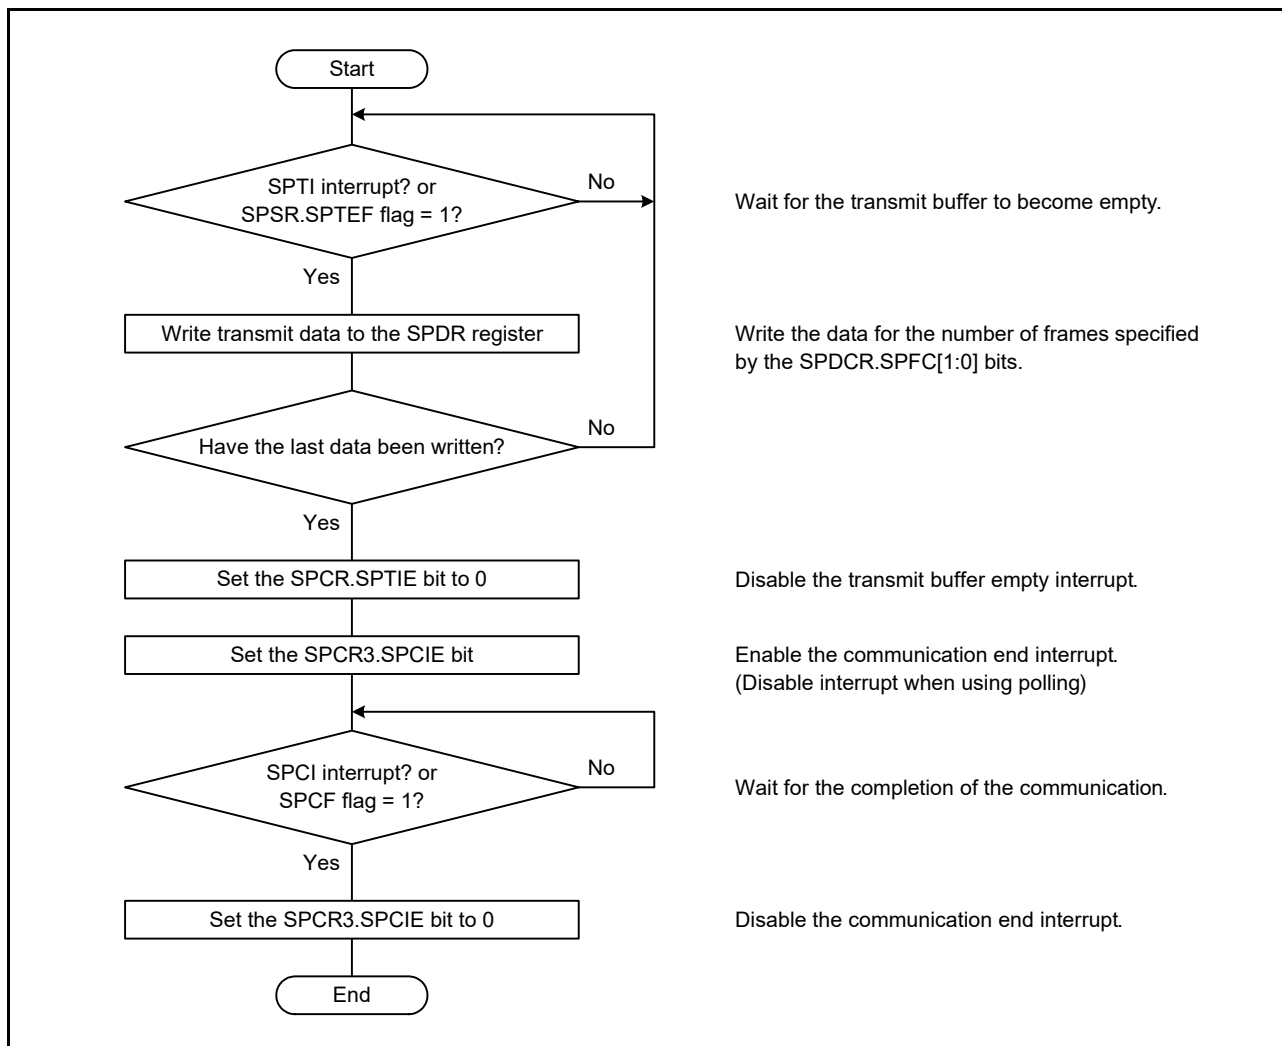 Start
SPTI interrupt? or
SPSR.SPTEF flag = 1?
No
Wait for the transmit buffer to become empty.
Yes
Write transmit data to the SPDR register
Write the data for the number of frames specified
by the SPDCR.SPFC[1:0] bits.
Have the last data been written?
No
Yes
Set the SPCR.SPTIE bit to 0
Disable the transmit buffer empty interrupt.
Set the SPCR3.SPCIE bit
Enable the communication end interrupt.
(Disable interrupt when using polling)
SPCI interrupt? or
SPCF flag = 1?
No
Wait for the completion of the communication.
Yes
Set the SPCR3.SPCIE bit to 0
Disable the communication end interrupt.
End